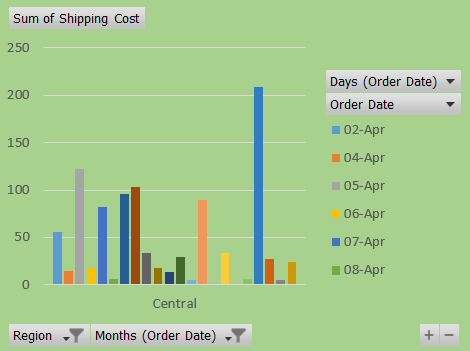 Sum of Shipping Cost
250
200
150
100
50
0
Central
Days (Order Date)
Order Date
02-Apr
04-Apr
05-Apr
06-Apr
07-Apr
08-Apr
Region Months (Order Date)
+ −